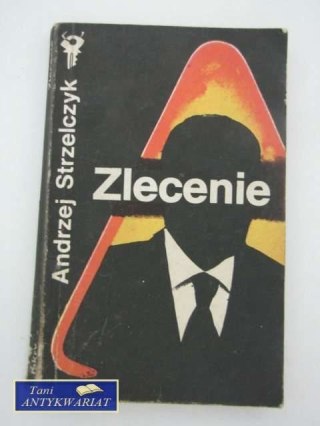 Andrzej Strzelczyk
Zlecenie
Tani
ANTYKWARIAT